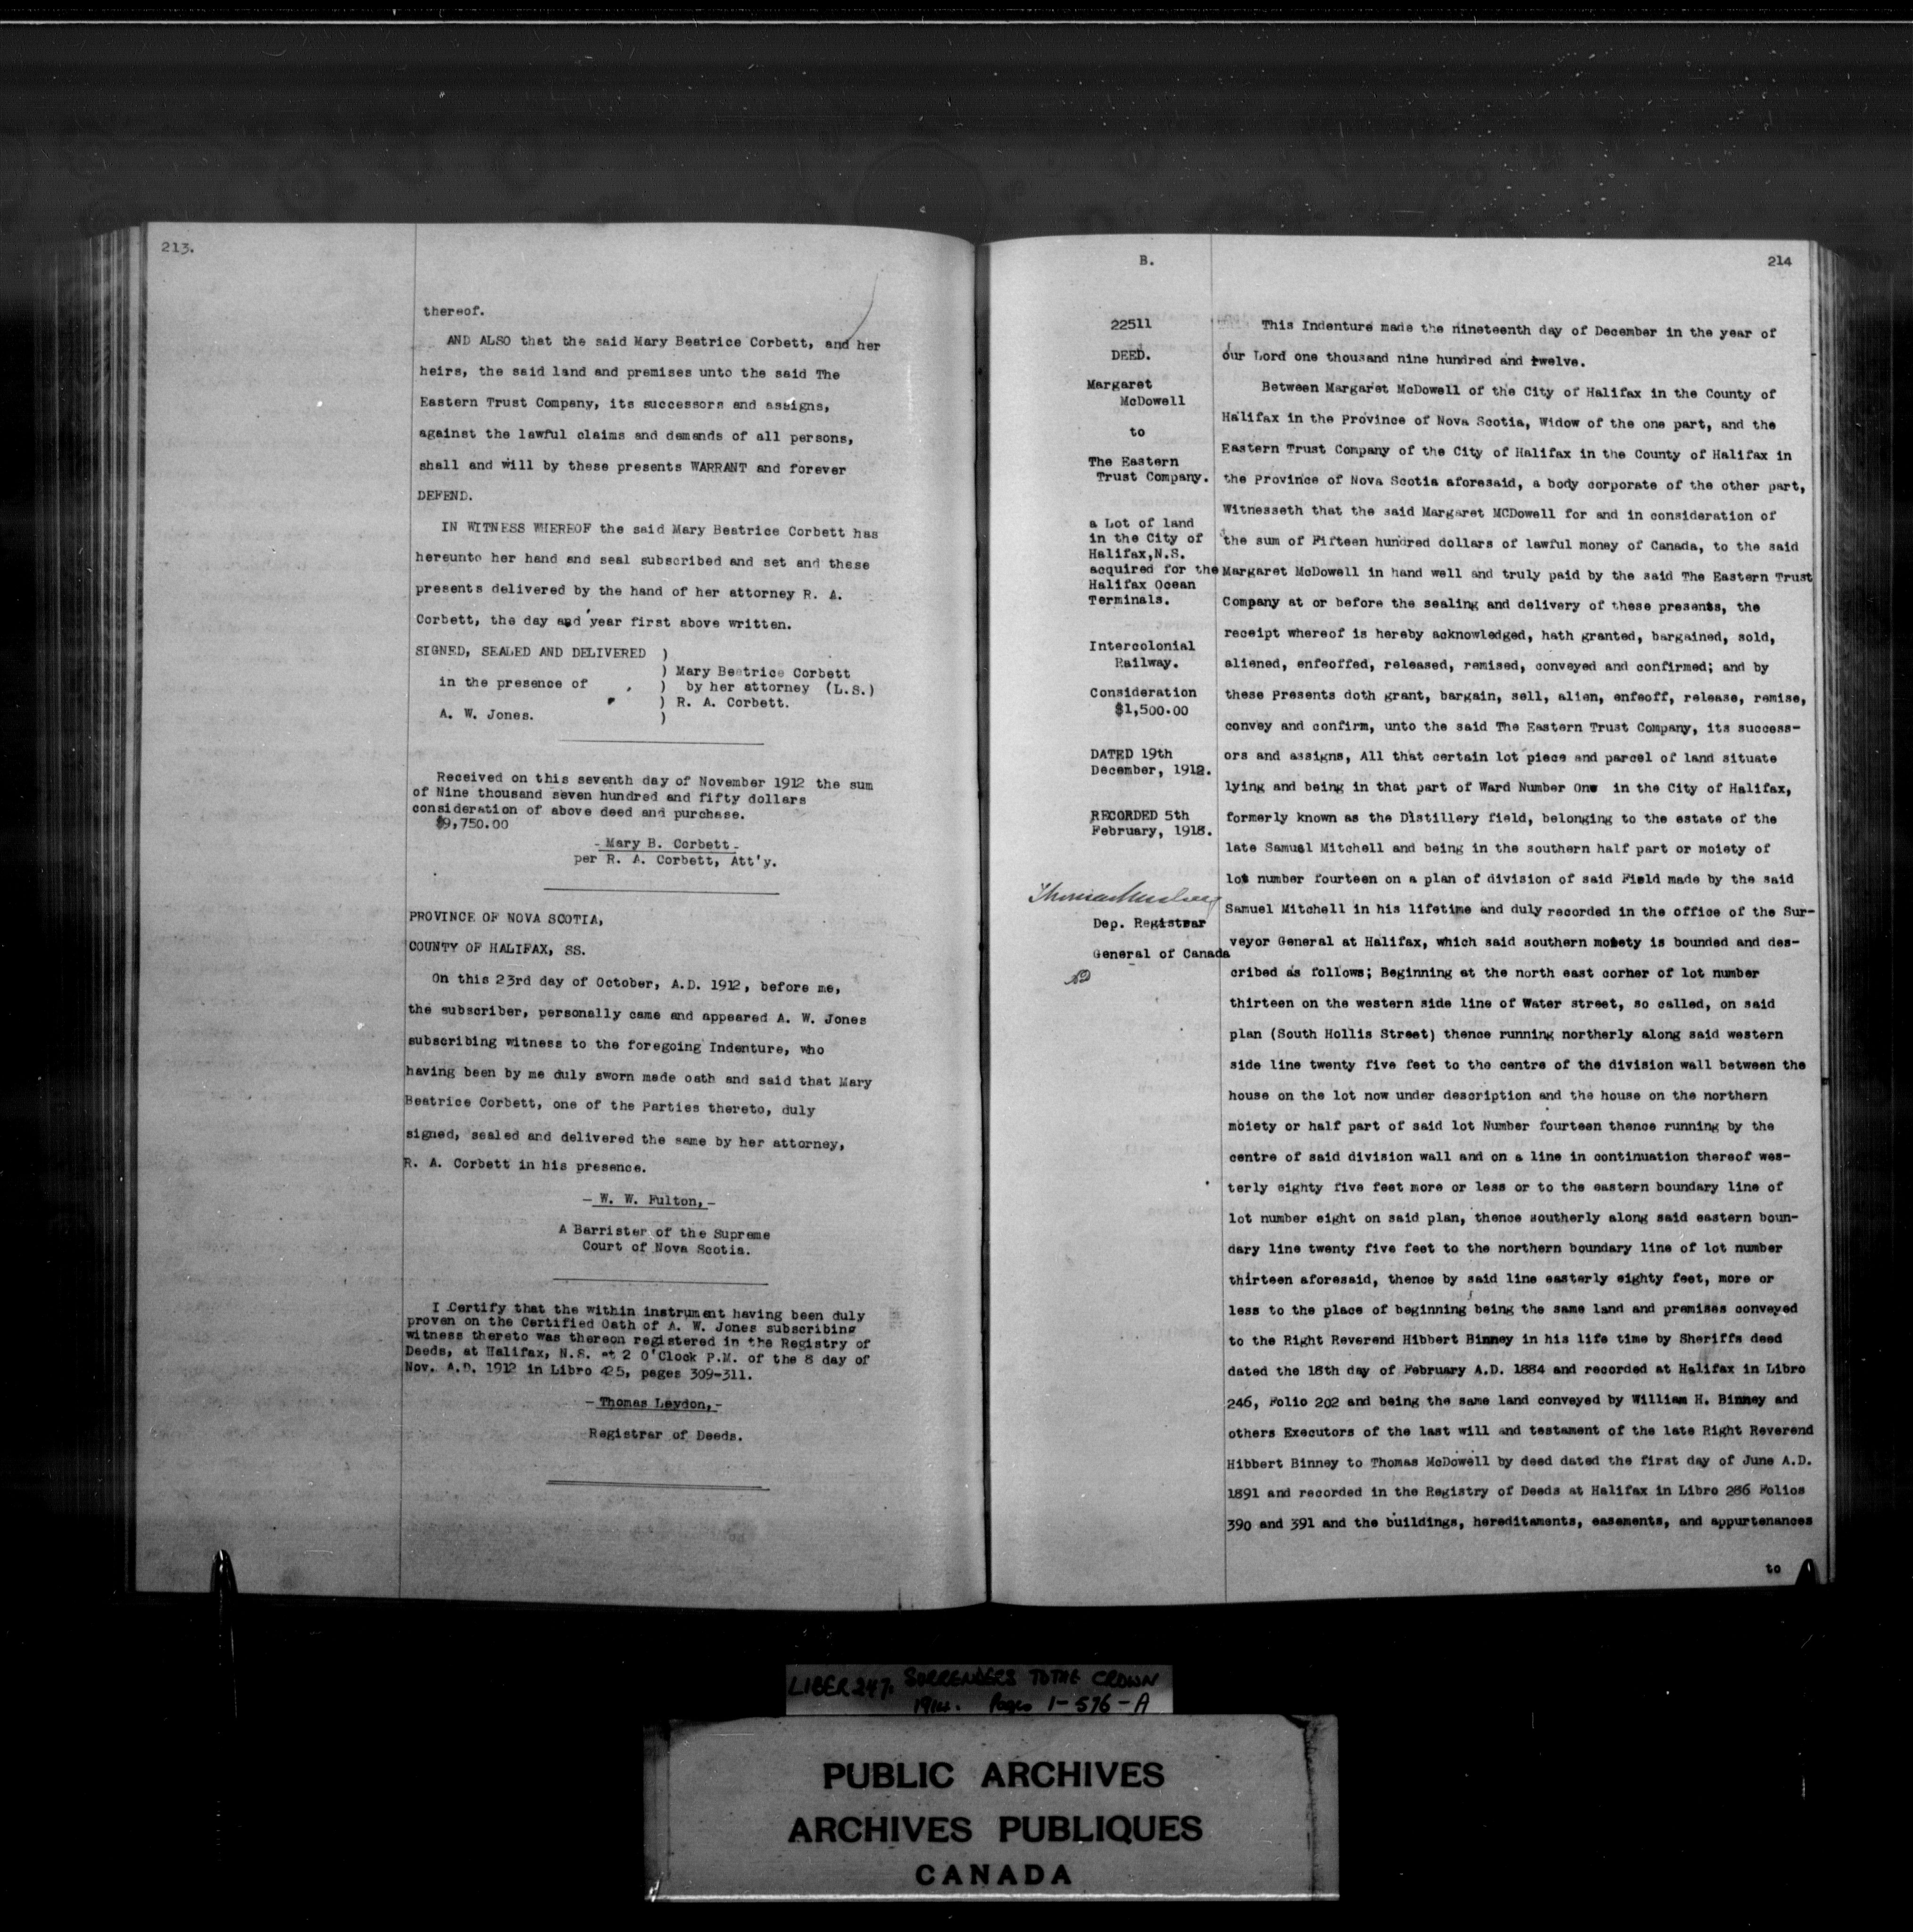 213.
thereof.
AND ALSO that the said Mary Beatrice Corbett, and her
heirs, the said land and premises unto the said The
Eastern Trust Company, its successors and assigns,
against the lawful claims and demands of all persons,
shall and will by these presents WARRANT and forever
DEFEND.
IN WITNESS WHEREOF the said Mary Beatrice Corbett has
hereunto her hand and seal subscribed and set and these
presents delivered by the hand of her attorney R. A.
Corbett, the day and year first above written.
SIGNED, SEALED AND DELIVERED )
) Mary Beatrice Corbett
in the presence of ) by her attorney (L.S.)
) R. A. Corbett.
A. W. Jones. )
Received on this seventh day of November 1912 the sum
of Nine thousand seven hundred and fifty dollars
consideration of above deed and purchase.
$9,750.00
- Mary B. Corbett -
per R. A. Corbett, Att'y.
PROVINCE OF NOVA SCOTIA,
COUNTY OF HALIFAX, SS.
On this 23rd day of October, A.D. 1912, before me,
the subscriber, personally came and appeared A. W. Jones
subscribing witness to the foregoing Indenture, who
having been by me duly sworn made oath and said that Mary
Beatrice Corbett, one of the Parties thereto, duly
signed, sealed and delivered the same by her attorney,
R. A. Corbett in his presence.
- W. W. Fulton, -
A Barrister of the Supreme
Court of Nova Scotia.
I Certify that the within instrument having been duly
proven on the Certified Oath of A. W. Jones subscribing
witness thereto was thereon registered in the Registry of
Deeds, at Halifax, N.S. at 2 O'Clock P.M. of the 8 day of
Nov. A.D. 1912 in Libro 425, pages 309-311.
- Thomas Leydon, -
Registrar of Deeds.
B.
214
22511
DEED.
Margaret
McDowell
to
The Eastern
Trust Company.
a Lot of land
in the City of
Halifax,N.S.
acquired for the
Halifax Ocean
Terminals.
Intercolonial
Railway.
Consideration
$1,500.00
DATED 19th
December, 1912.
RECORDED 5th
February, 1918.
Dep. Registrar
General of Canada
This Indenture made the nineteenth day of December in the year of
our Lord one thousand nine hundred and twelve.
Between Margaret McDowell of the City of Halifax in the County of
Halifax in the Province of Nova Scotia, Widow of the one part, and the
Eastern Trust Company of the City of Halifax in the County of Halifax in
the Province of Nova Scotia aforesaid, a body corporate of the other part,
Witnesseth that the said Margaret MCDowell for and in consideration of
the sum of Fifteen hundred dollars of lawful money of Canada, to the said
Margaret McDowell in hand well and truly paid by the said The Eastern Trust
Company at or before the sealing and delivery of these presents, the
receipt whereof is hereby acknowledged, hath granted, bargained, sold,
aliened, enfeoffed, released, remised, conveyed and confirmed; and by
these presents doth grant, bargain, sell, alien, enfeoff, release, remise,
convey and confirm, unto the said The Eastern Trust Company, its success-
ors and assigns, All that certain lot piece and parcel of land situate
lying and being in that part of Ward Number One in the City of Halifax,
formerly known as the Distillery field, belonging to the estate of the
late Samuel Mitchell and being in the southern half part or moiety of
lot number fourteen on a plan of division of said Field made by the said
Samuel Mitchell in his lifetime and duly recorded in the office of the Sur-
veyor General at Halifax, which said southern moiety is bounded and des-
cribed as follows; Beginning at the north east corner of lot number
thirteen on the western side line of Water street, so called, on said
plan (South Hollis Street) thence running northerly along said western
side line twenty five feet to the centre of the division wall between the
house on the lot now under description and the house on the northern
moiety or half part of said lot Number fourteen thence running by the
centre of said division wall and on a line in continuation thereof wes-
terly eighty five feet more or less or to the eastern boundary line of
lot number eight on said plan, thence southerly along said eastern boun-
dary line twenty five feet to the northern boundary line of lot number
thirteen aforesaid, thence by said line easterly eighty feet, more or
less to the place of beginning being the same land and premises conveyed
to the Right Reverend Hibbert Binney in his life time by Sheriffs deed
dated the 18th day of February A.D. 1884 and recorded at Halifax in Libro
246, Folio 202 and being the same land conveyed by William H. Binney and
others Executors of the last will and testament of the late Right Reverend
Hibbert Binney to Thomas McDowell by deed dated the first day of June A.D.
1891 and recorded in the Registry of Deeds at Halifax in Libro 286 Folios
390 and 391 and the buildings, hereditaments, easements, and appurtenances
to
LIBER 247. SURRENDERS TO THE CROWN
1914. Pages 1-576-A
PUBLIC ARCHIVES
ARCHIVES PUBLIQUES
CANADA